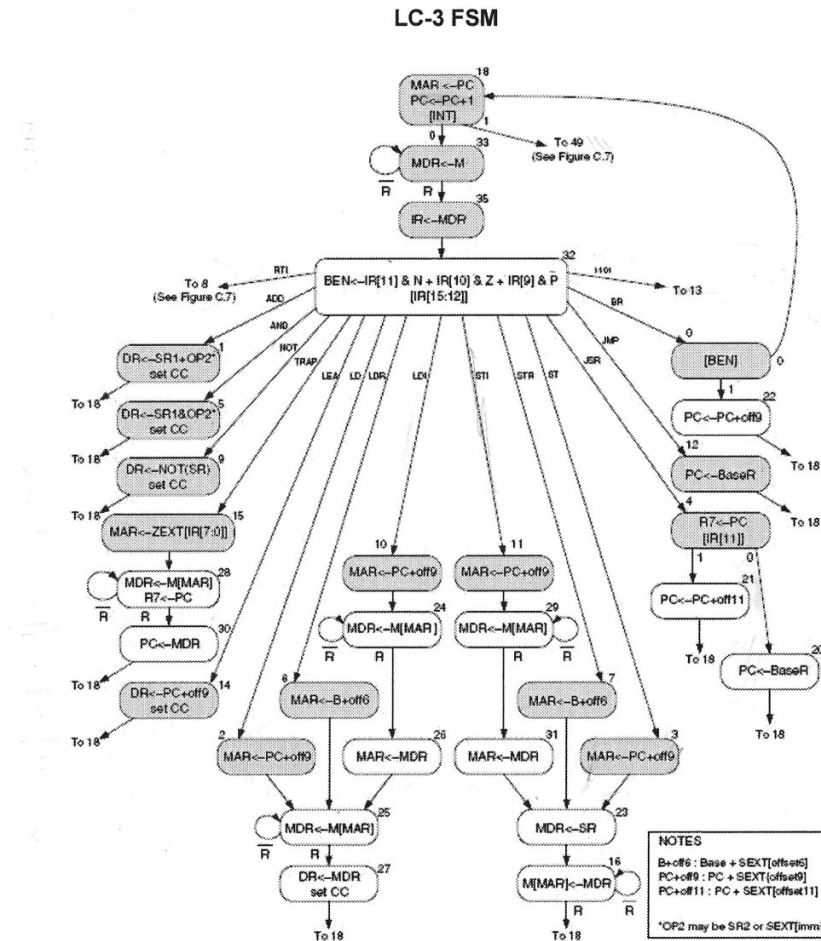 LC-3 FSM
18
MAR <–PC
PC<–PC+1
[INT]
0
1
To 49
(See Figure C.7)
33
MDR<–M
R
R
35
IR<–MDR
32
BEN<–IR[11] & N + IR[10] & Z + IR[9] & P
[IR[15:12]]
RTI
To 8
(See Figure C.7)
1101
To 13
ADD
AND
NOT
TRAP
LEA
LD
LDR
LDI
STI
STR
ST
JSR
JMP
BR
1
DR<–SR1+OP2*
set CC
To 18
5
DR<–SR1&OP2*
set CC
To 18
9
DR<–NOT(SR)
set CC
To 18
15
MAR<–ZEXT[IR[7:0]]
28
MDR<–M[MAR]
R7<–PC
R
R
30
PC<–MDR
To 18
14
DR<–PC+off9
set CC
To 18
0
[BEN]
0
1
22
PC<–PC+off9
To 18
12
PC<–BaseR
To 18
4
R7<–PC
[IR[11]]
1
0
21
PC<–PC+off11
To 18
20
PC<–BaseR
To 18
10
MAR<–PC+off9
11
MAR<–PC+off9
24
MDR<–M[MAR]
R
R
29
MDR<–M[MAR]
R
R
6
MAR<–B+off6
7
MAR<–B+off6
2
MAR<–PC+off9
26
MAR<–MDR
31
MAR<–MDR
3
MAR<–PC+off9
25
MDR<–M[MAR]
R
R
23
MDR<–SR
27
DR<–MDR
set CC
To 18
16
M[MAR]<–MDR
R
R
To 18
NOTES
B+off6 : Base + SEXT[offset6]
PC+off9 : PC + SEXT[offset9]
PC+off11 : PC + SEXT[offset11]
*OP2 may be SR2 or SEXT[imm